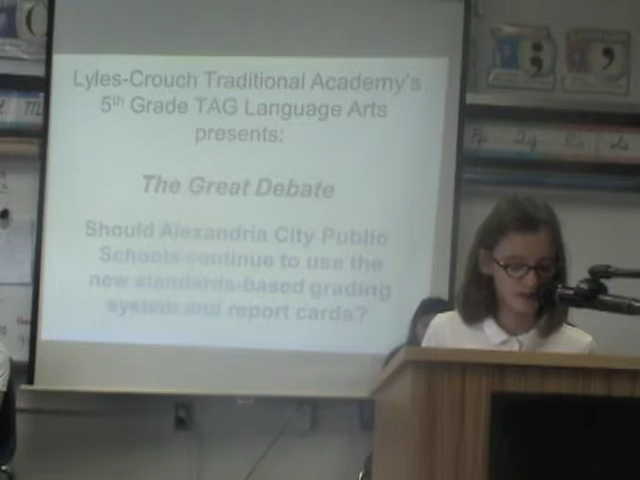 Lyles-Crouch Traditional Academy's
5th Grade TAG Language Arts
presents:
The Great Debate
Should Alexandria City Public
Schools continue to use the
new standards-based grading
system and report cards?